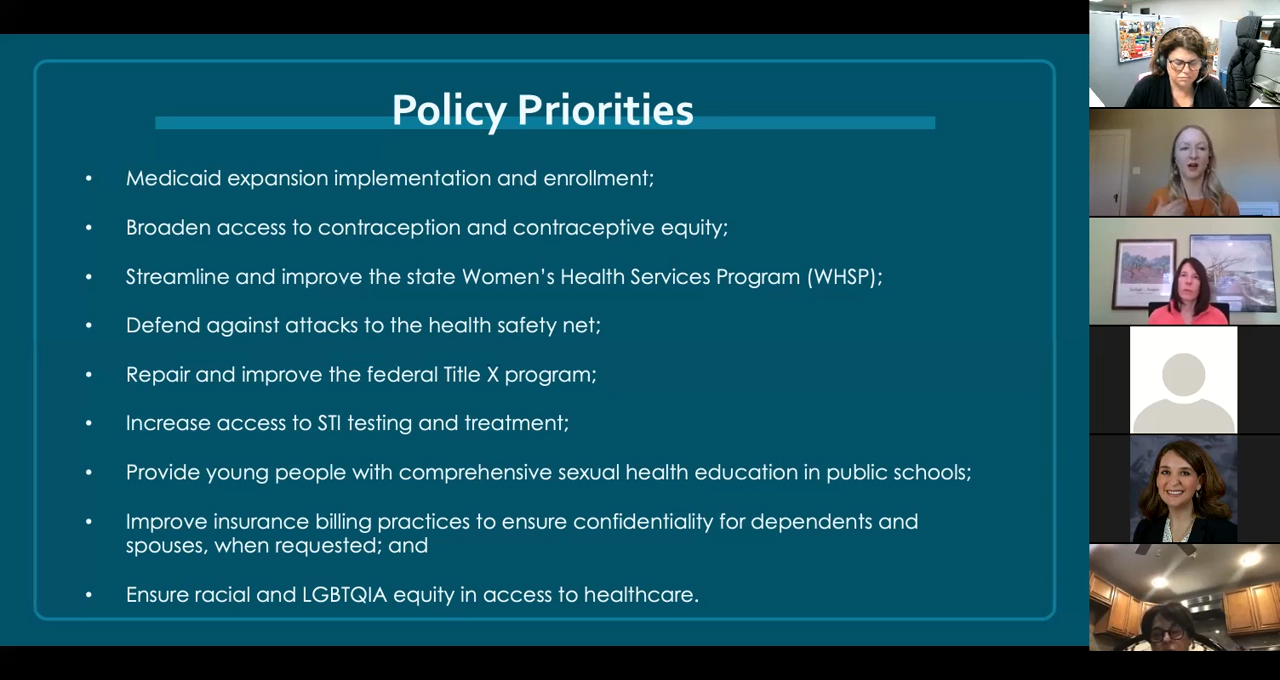 Policy Priorities
• Medicaid expansion implementation and enrollment;
• Broaden access to contraception and contraceptive equity;
• Streamline and improve the state Women’s Health Services Program (WHSP);
• Defend against attacks to the health safety net;
• Repair and improve the federal Title X program;
• Increase access to STI testing and treatment;
• Provide young people with comprehensive sexual health education in public schools;
• Improve insurance billing practices to ensure confidentiality for dependents and
spouses, when requested; and
• Ensure racial and LGBTQIA equity in access to healthcare.